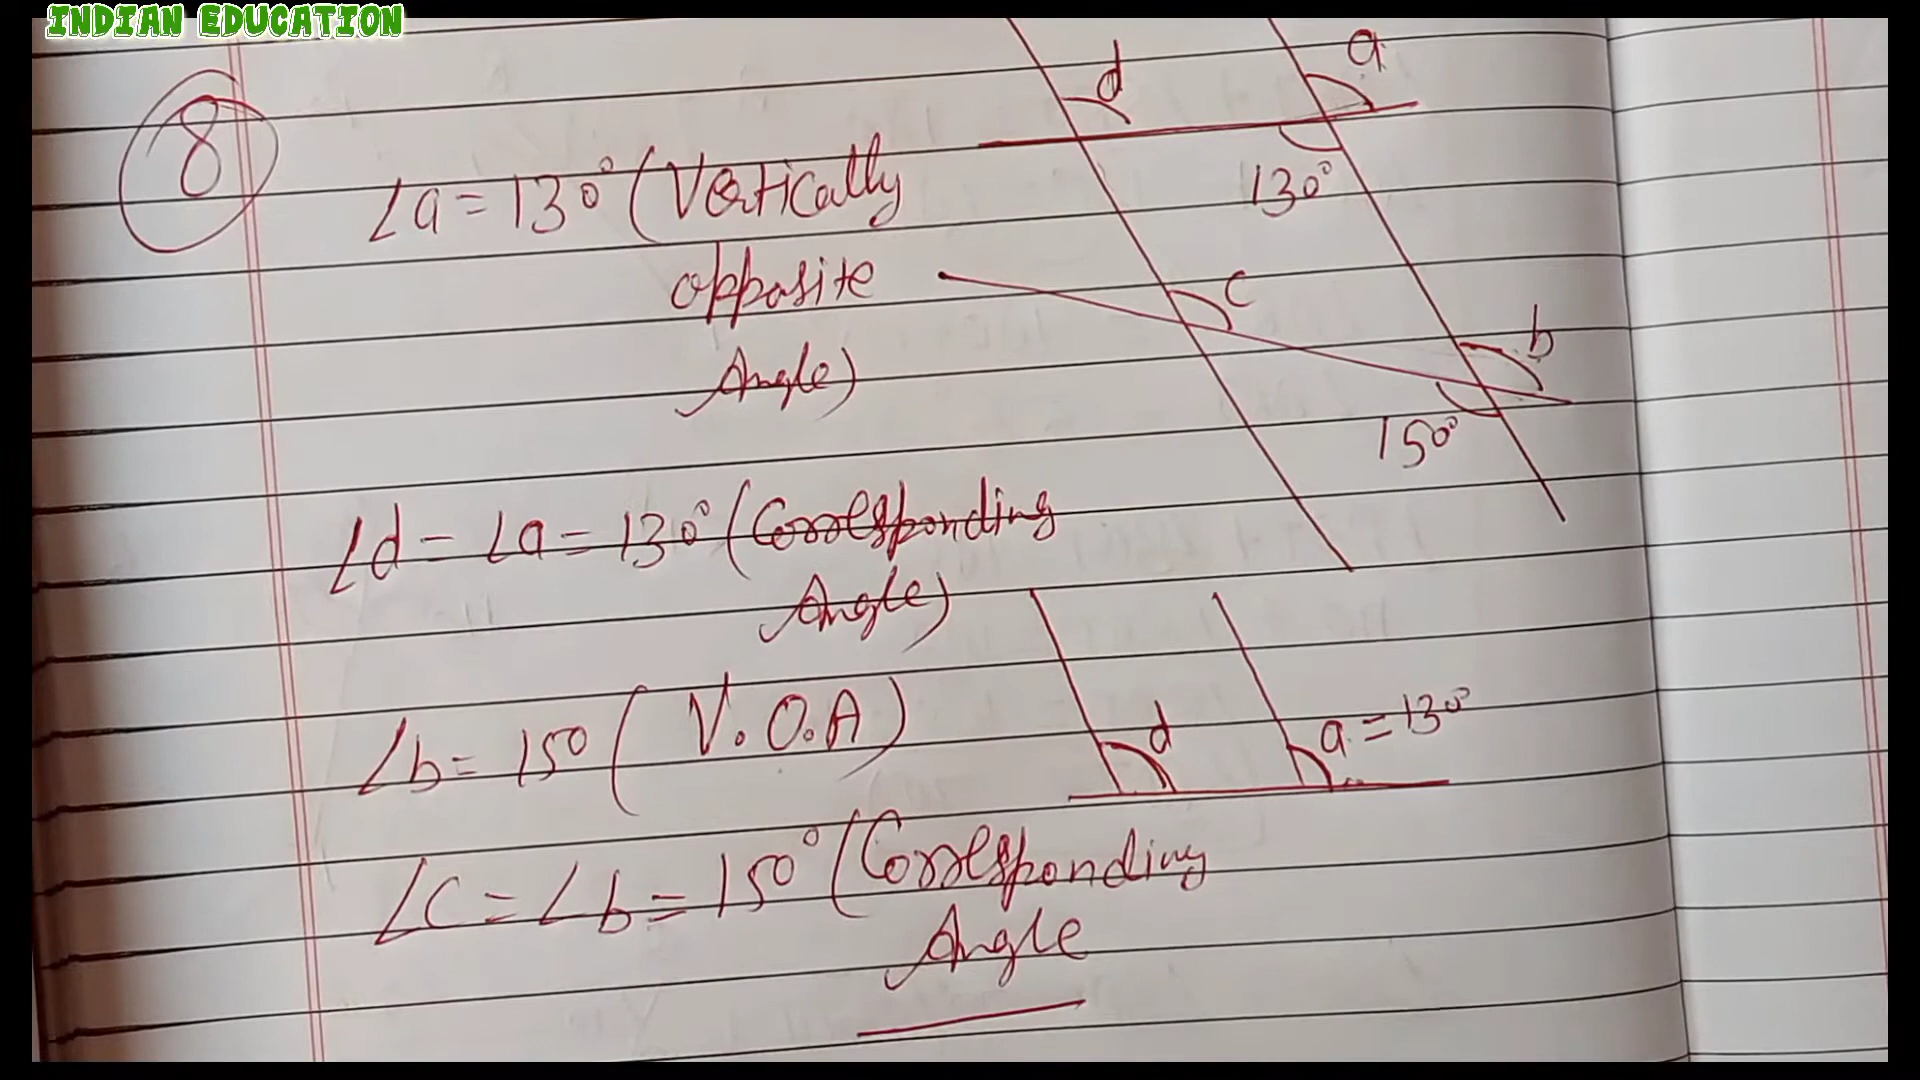 INDIAN EDUCATION
8
∠a = 130° (Vertically
opposite
Angle)
d
a
130°
c
b
150°
∠d = ∠a = 130° (Corresponding
Angle)
∠b = 150 (V.O.A)
d
a = 130°
∠c = ∠b = 150° (Corresponding
Angle